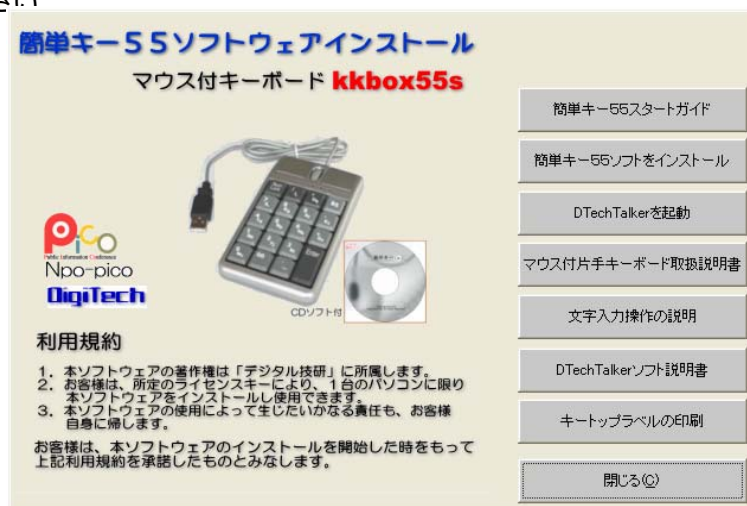 簡単キー５５ソフトウェアインストール
マウス付キーボード kkbox55s
簡単キー55スタートガイド
簡単キー55ソフトをインストール
DTechTalkerを起動
マウス付片手キーボード取扱説明書
文字入力操作の説明
DTechTalkerソフト説明書
キートップラベルの印刷
閉じる(C)
PiCo
Npo-pico
DigiTech
CDソフト付
利用規約
１．本ソフトウェアの著作権は「デジタル技研」に所属します。
２．お客様は、所定のライセンスキーにより、１台のパソコンに限り
本ソフトウェアをインストールし使用できます。
３．本ソフトウェアの使用によって生じたいかなる責任も、お客様
自身に帰します。
お客様は、本ソフトウェアのインストールを開始した時をもって
上記利用規約を承諾したものとみなします。